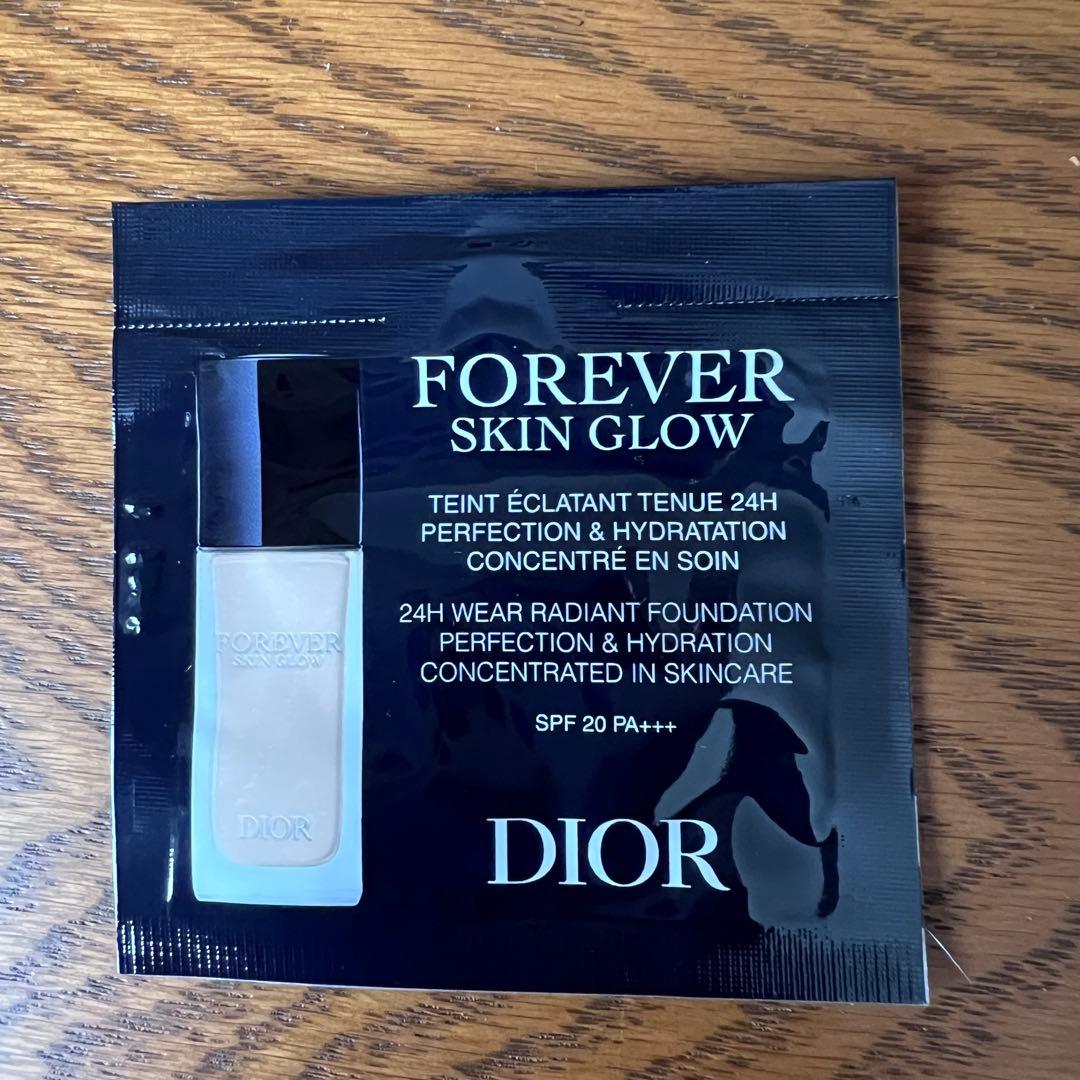 FOREVER
SKIN GLOW
TEINT ÉCLATANT TENUE 24H
PERFECTION & HYDRATATION
CONCENTRÉ EN SOIN
24H WEAR RADIANT FOUNDATION
PERFECTION & HYDRATION
CONCENTRATED IN SKINCARE
SPF 20 PA+++
DIOR
FOREVER
SKIN GLOW
DIOR